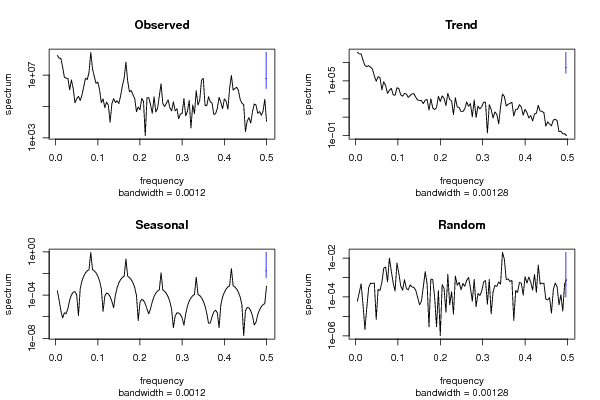 Observed
spectrum
1e+03 1e+07
0.0 0.1 0.2 0.3 0.4 0.5
frequency
bandwidth = 0.0012
Trend
spectrum
1e-01 1e+05
0.0 0.1 0.2 0.3 0.4 0.5
frequency
bandwidth = 0.00128
Seasonal
spectrum
1e-08 1e-04 1e+00
0.0 0.1 0.2 0.3 0.4 0.5
frequency
bandwidth = 0.0012
Random
spectrum
1e-06 1e-04 1e-02
0.0 0.1 0.2 0.3 0.4 0.5
frequency
bandwidth = 0.00128